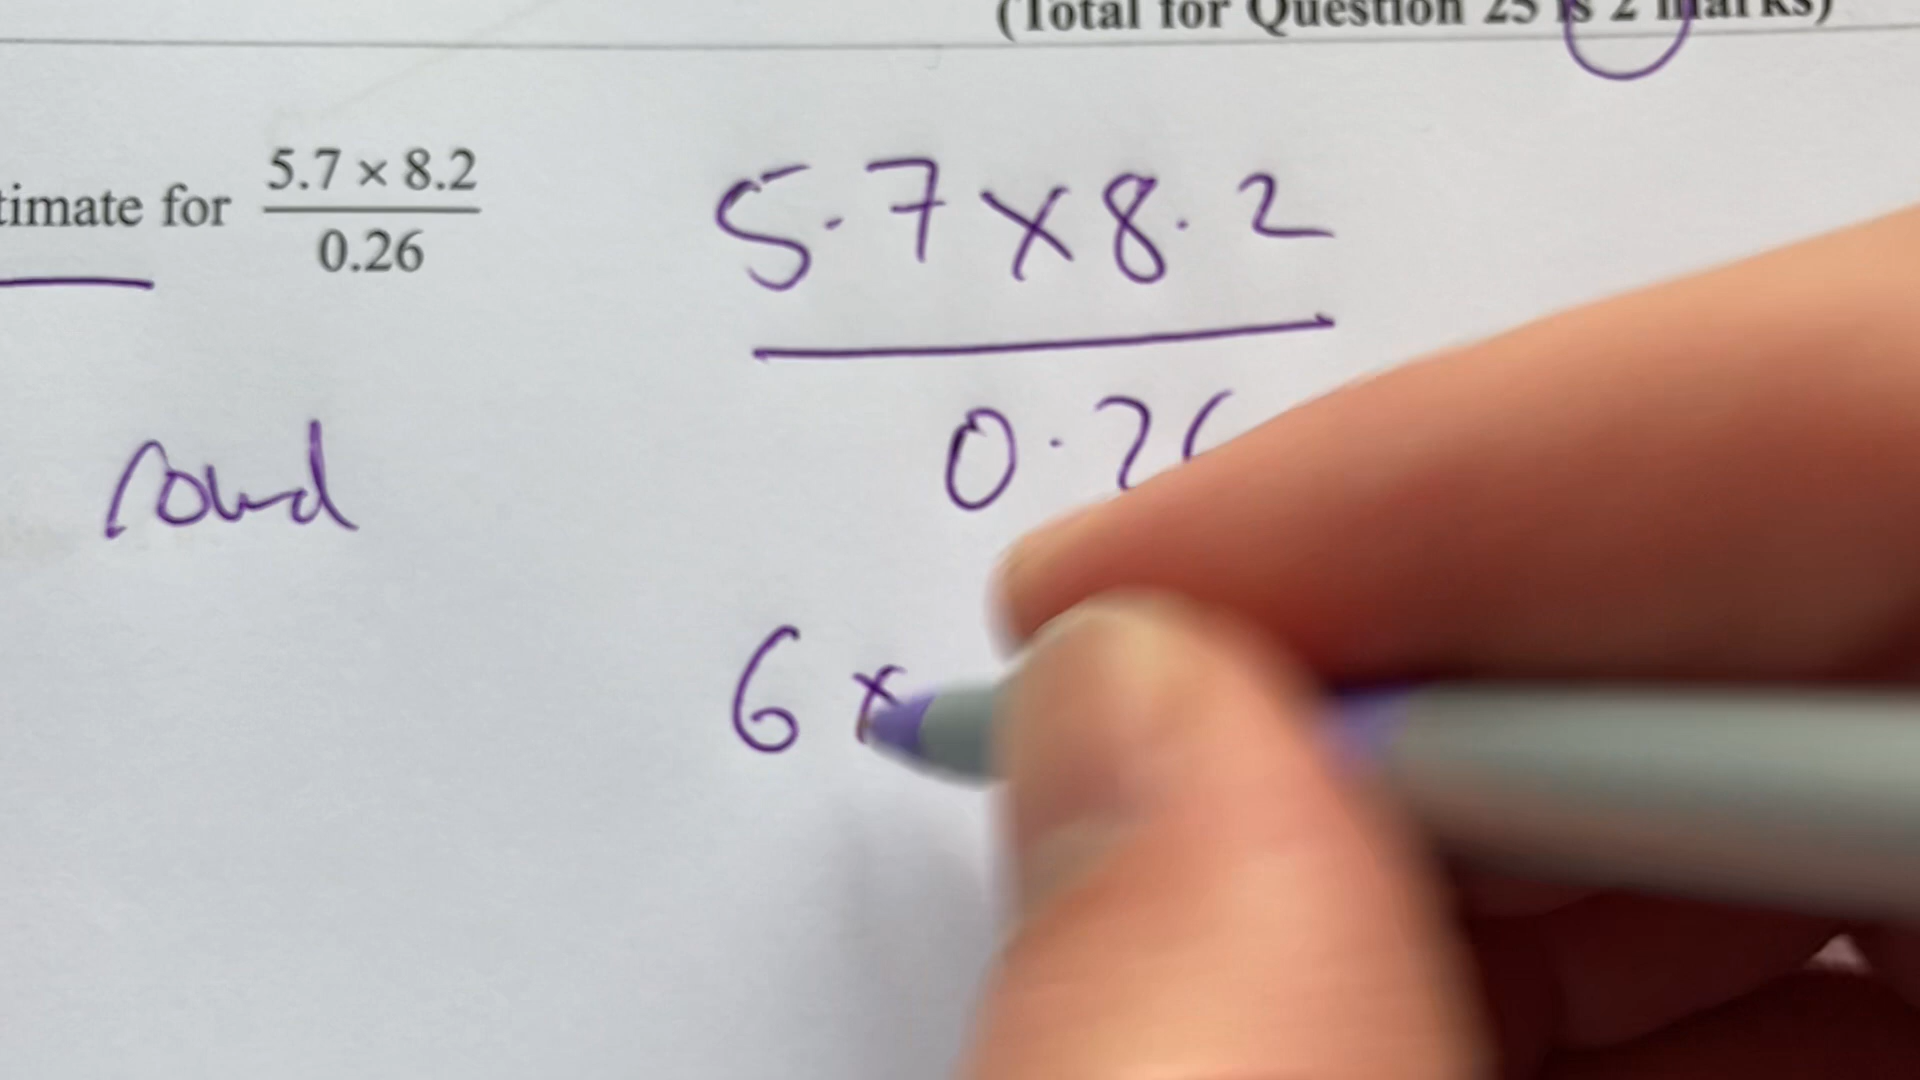 (Total for Question 25 is 2 marks)
timate for 5.7 × 8.2
0.26
5.7 × 8.2
0.26
round
6 ×